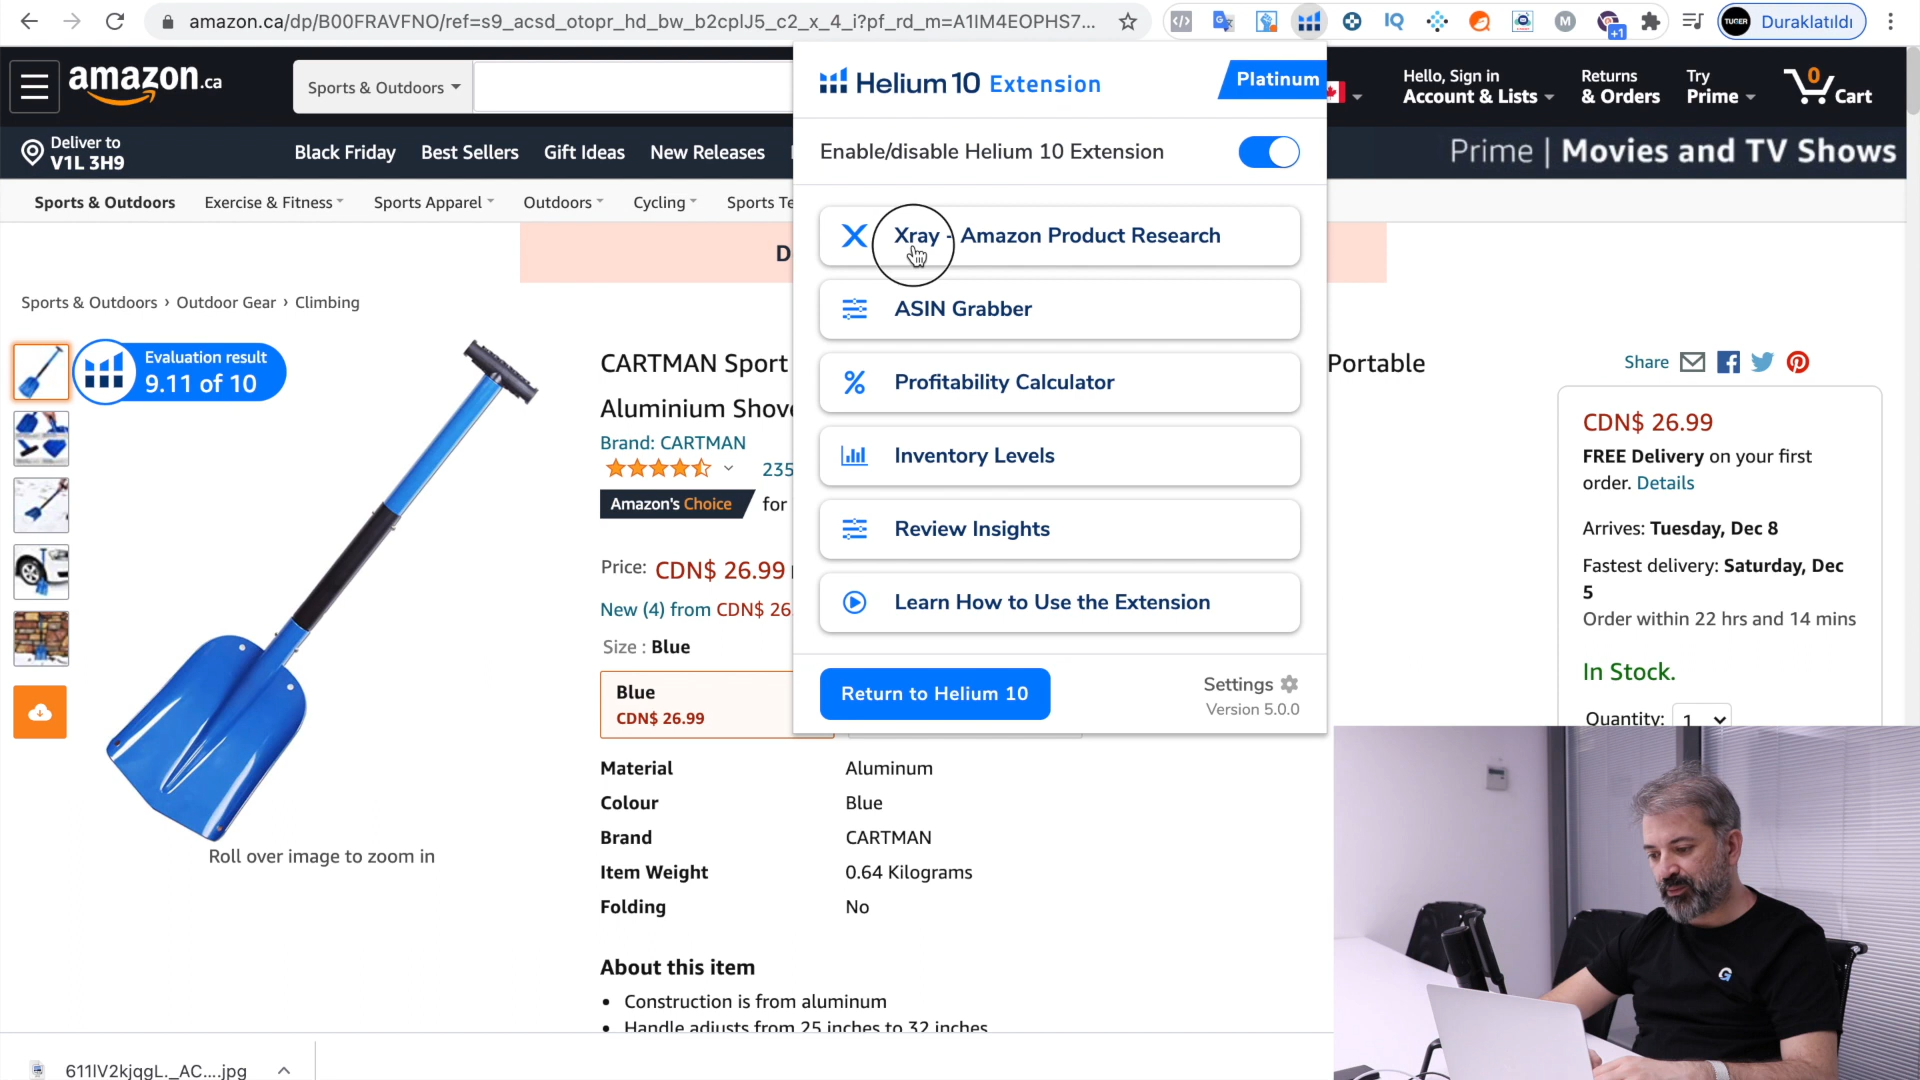 amazon.ca/dp/B00FRAVFNO/ref=s9_acsd_otopr_hd_bw_b2cplJ5_c2_x_4_i?pf_rd_m=A1IM4EOPHS7...
IQ
M
+1
TUNER
Duraklatıldı
amazon.ca
Sports & Outdoors
Helium 10 Extension
Platinum
Hello, Sign in
Account & Lists
Returns
& Orders
Try
Prime
0
Cart
Deliver to
V1L 3H9
Black Friday
Best Sellers
Gift Ideas
New Releases
Enable/disable Helium 10 Extension
Prime | Movies and TV Shows
Sports & Outdoors
Exercise & Fitness
Sports Apparel
Outdoors
Cycling
Sports Te
D
Xray - Amazon Product Research
ASIN Grabber
Profitability Calculator
Inventory Levels
Review Insights
Learn How to Use the Extension
Return to Helium 10
Settings
Version 5.0.0
Sports & Outdoors › Outdoor Gear › Climbing
Evaluation result
9.11 of 10
Roll over image to zoom in
CARTMAN Sport
Portable
Aluminium Shove
Brand: CARTMAN
235
Amazon's Choice
for
Price: CDN$ 26.99
New (4) from CDN$ 26
Size : Blue
Blue
CDN$ 26.99
Material Aluminum
Colour Blue
Brand CARTMAN
Item Weight 0.64 Kilograms
Folding No
About this item
• Construction is from aluminum
• Handle adjusts from 25 inches to 32 inches
Share
CDN$ 26.99
FREE Delivery on your first
order. Details
Arrives: Tuesday, Dec 8
Fastest delivery: Saturday, Dec
5
Order within 22 hrs and 14 mins
In Stock.
Quantity: 1
G
611lV2kjqgL._AC....jpg